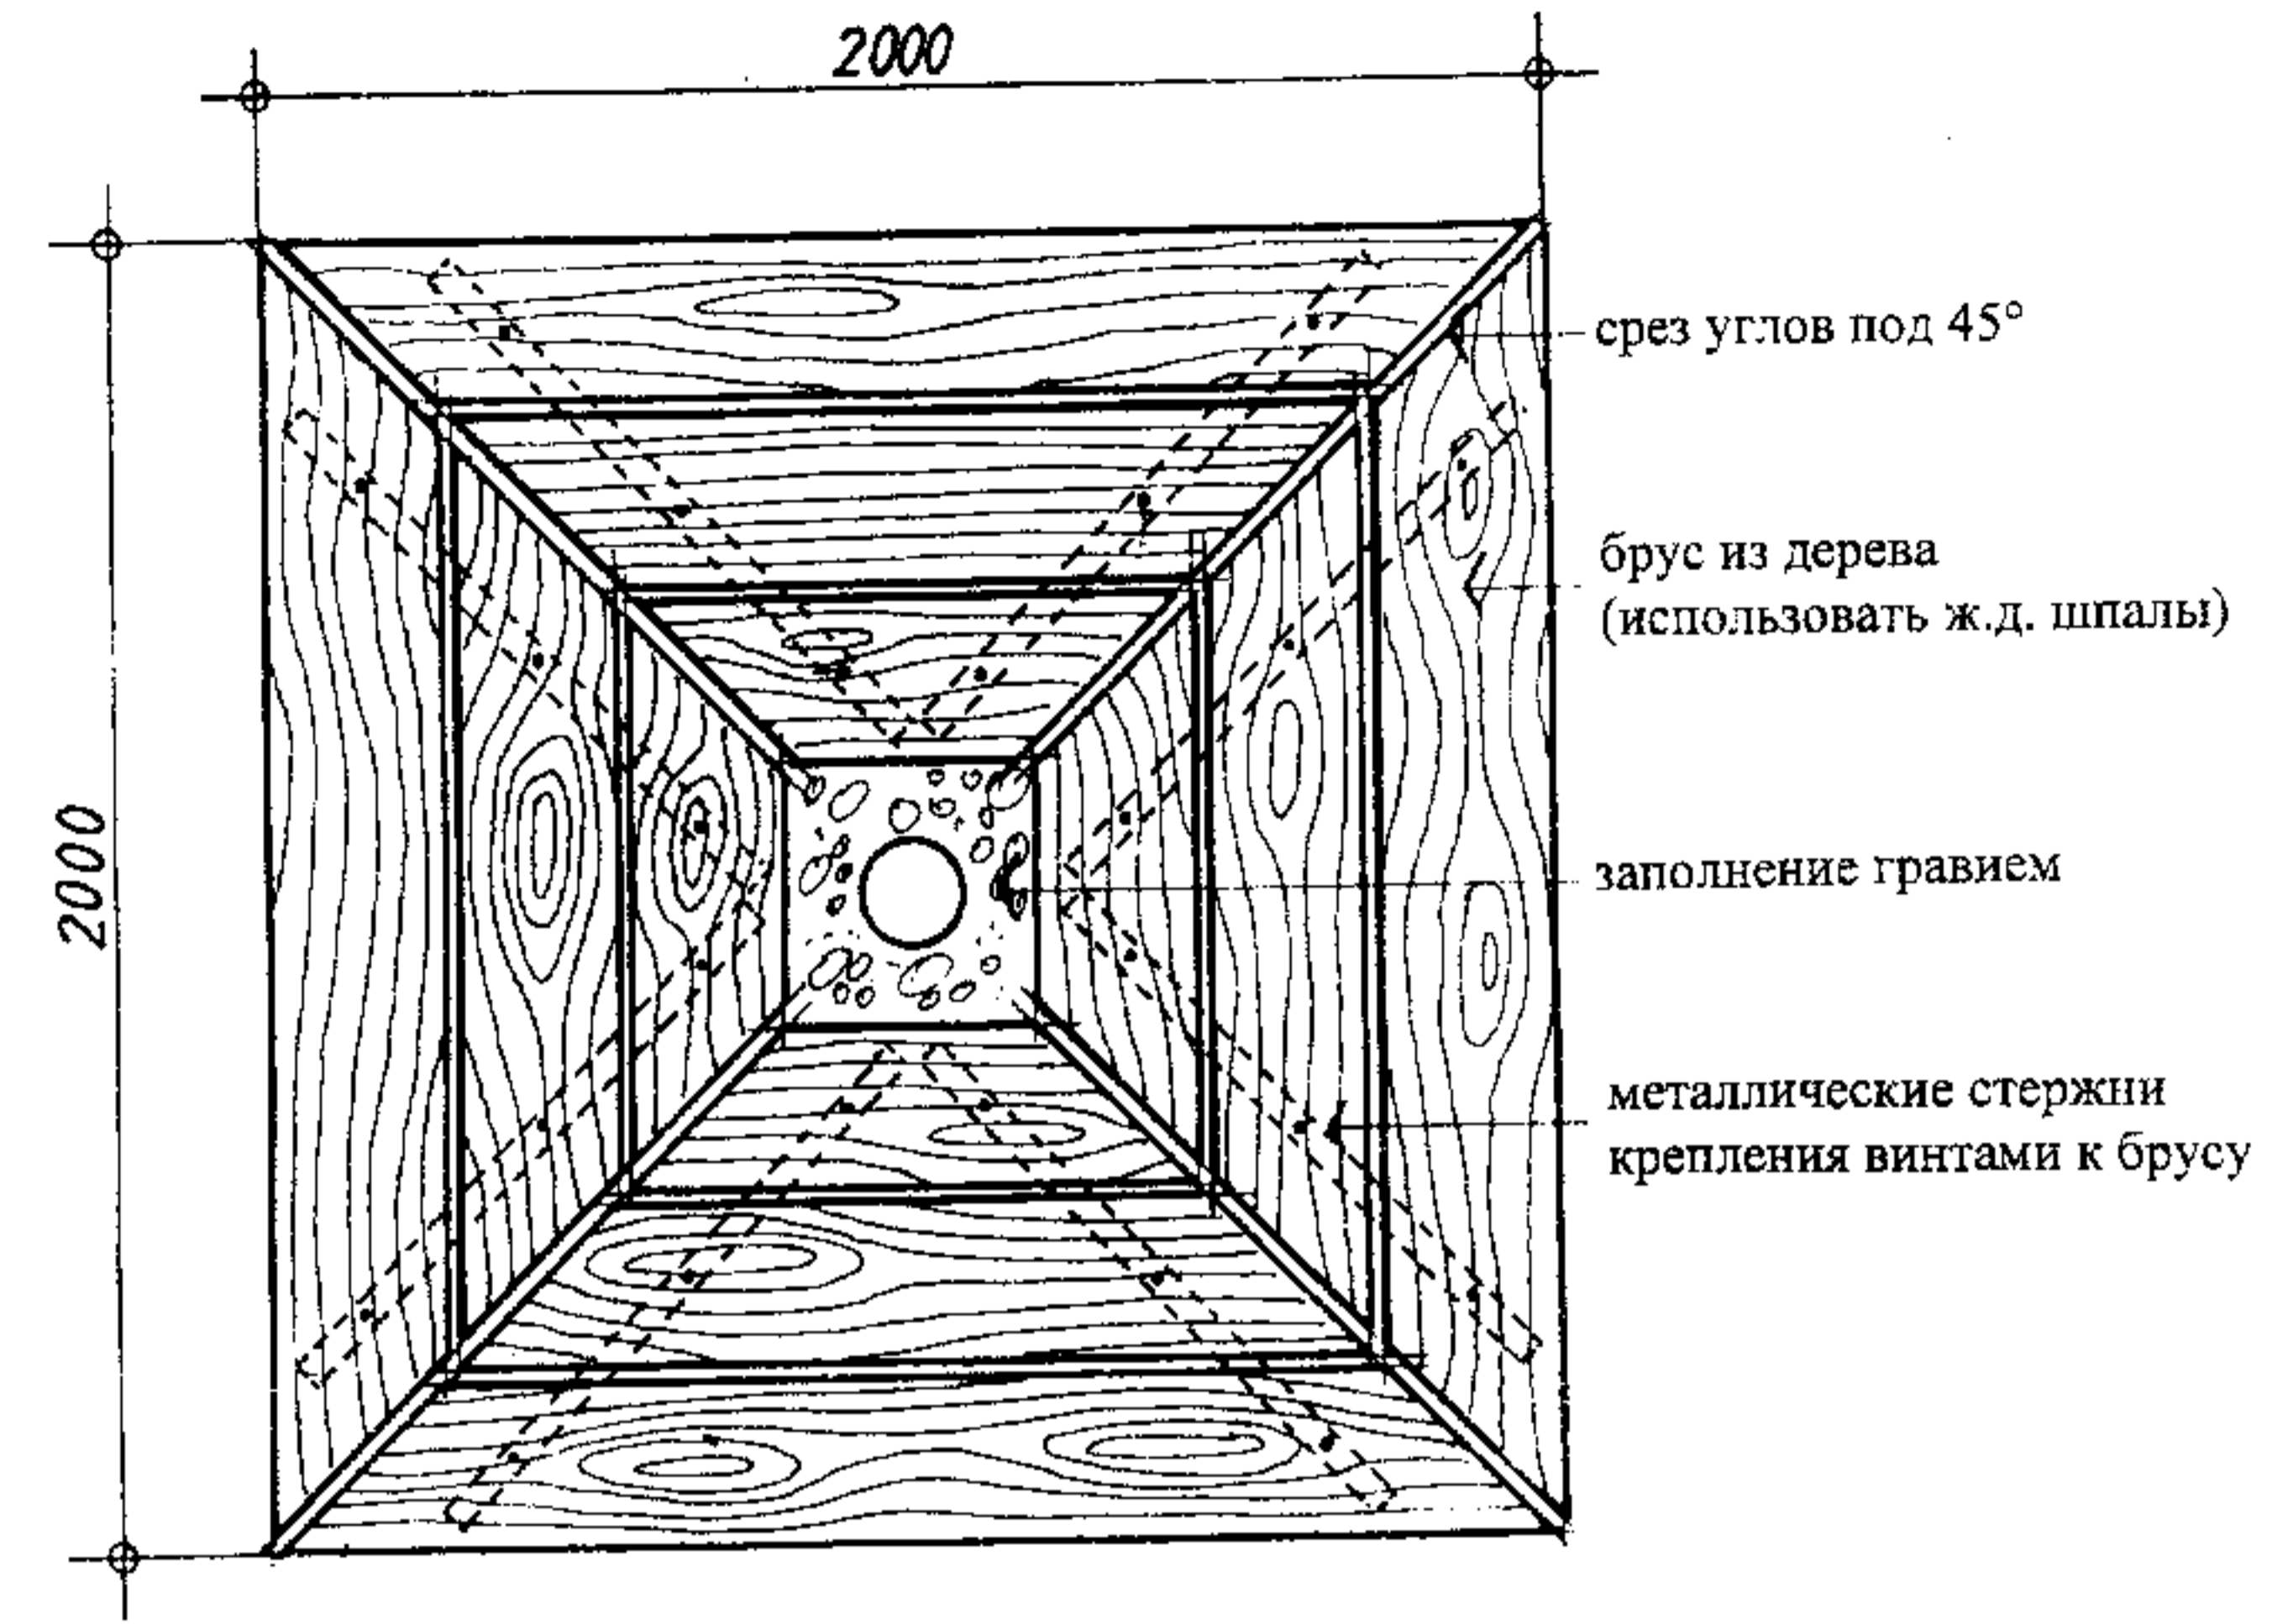 2000
срез углов под 45°
брус из дерева
(использовать ж.д. шпалы)
2000
заполнение гравием
металлические стержни
крепления винтами к брусу